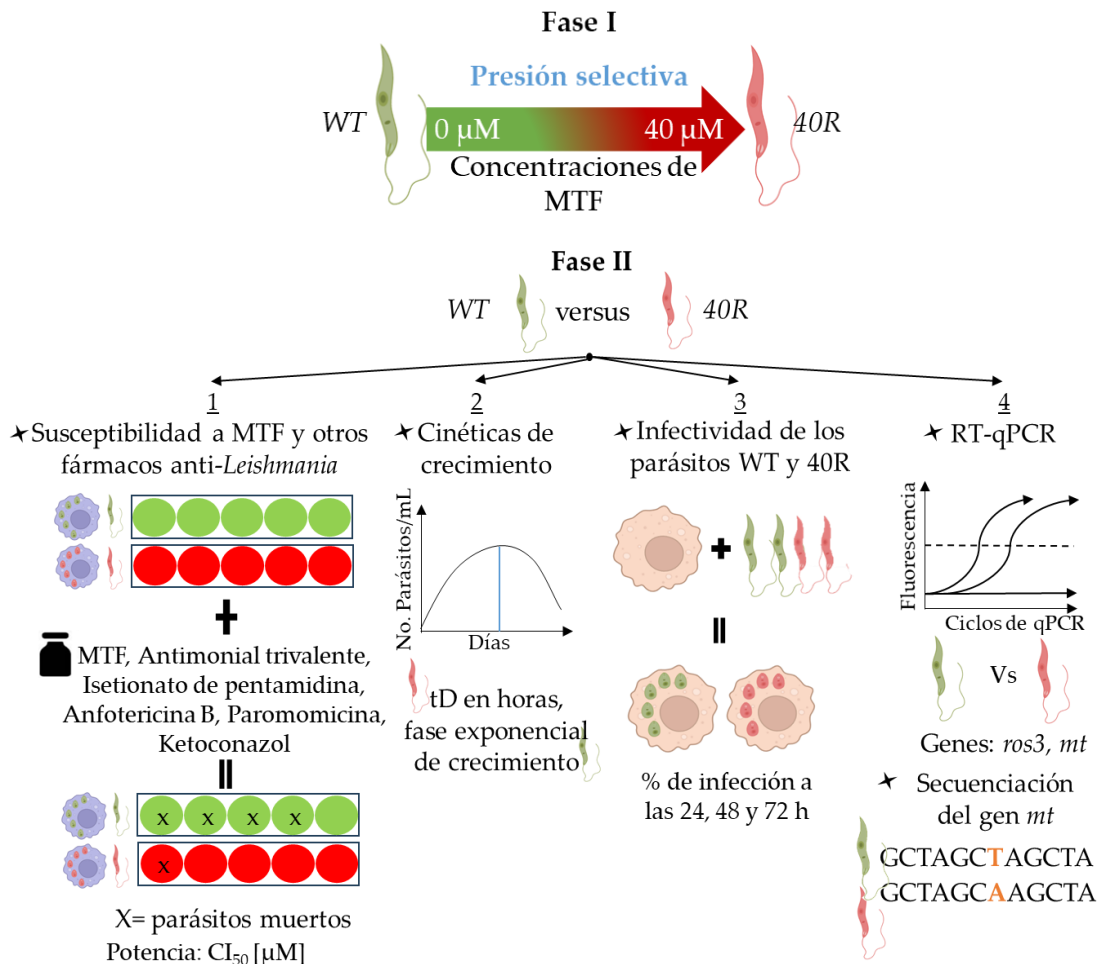 Fase I
Presión selectiva
WT
0 µM
40 µM
40R
Concentraciones de
MTF
Fase II
WT
versus
40R
1
Susceptibilidad a MTF y otros
fármacos anti-Leishmania
+
MTF, Antimonial trivalente,
Isetionato de pentamidina,
Anfotericina B, Paromomicina,
Ketoconazol
=
x x x x
x
X= parásitos muertos
Potencia: CI50 [µM]
2
Cinéticas de
crecimiento
No. Parásitos/mL
Días
tD en horas,
fase exponencial
de crecimiento
3
Infectividad de los
parásitos WT y 40R
+
=
% de infección a
las 24, 48 y 72 h
4
RT-qPCR
Fluorescencia
Ciclos de qPCR
Vs
Genes: ros3, mt
Secuenciación
del gen mt
GCTAGCTAGCTA
GCTAGCAAGCTA